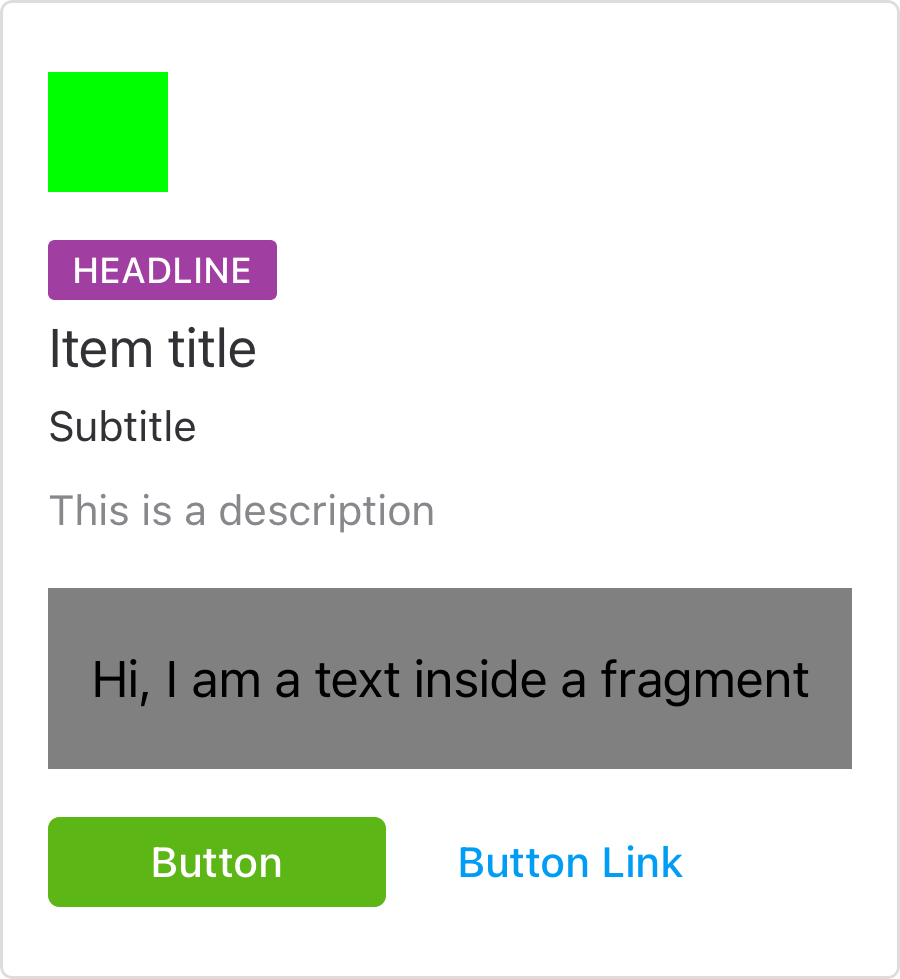 HEADLINE
Item title
Subtitle
This is a description
Hi, I am a text inside a fragment
Button
Button Link